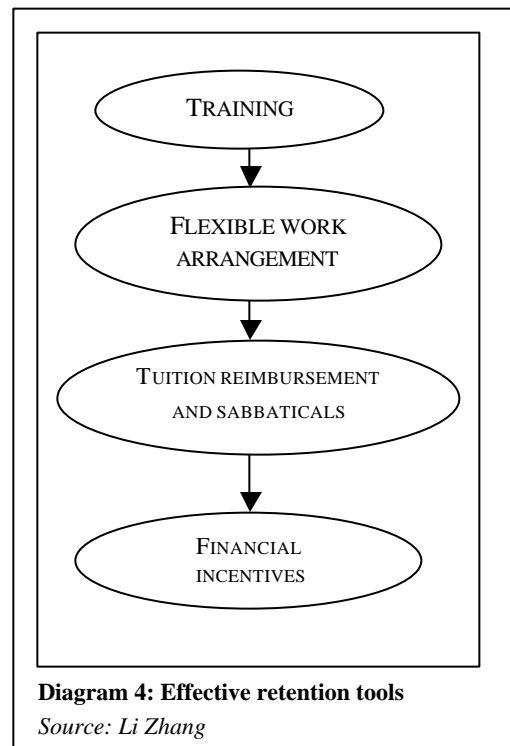 TRAINING
FLEXIBLE WORK
ARRANGEMENT
TUITION REIMBURSEMENT
AND SABBATICALS
FINANCIAL
INCENTIVES
Diagram 4: Effective retention tools
Source: Li Zhang